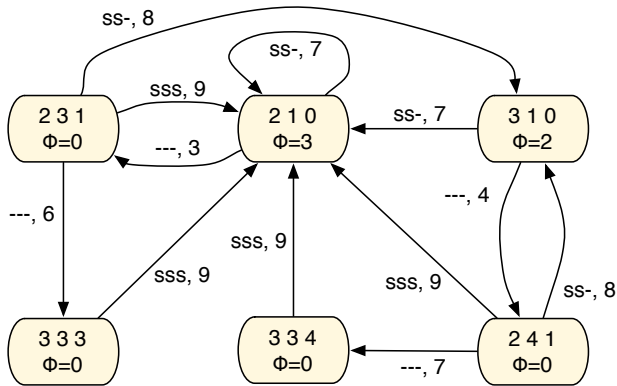 ss-, 8
ss-, 7
2 3 1
Φ=0
sss, 9
2 1 0
Φ=3
ss-, 7
3 1 0
Φ=2
---, 3
---, 4
---, 6
sss, 9
sss, 9
sss, 9
ss-, 8
3 3 3
Φ=0
3 3 4
Φ=0
---, 7
2 4 1
Φ=0